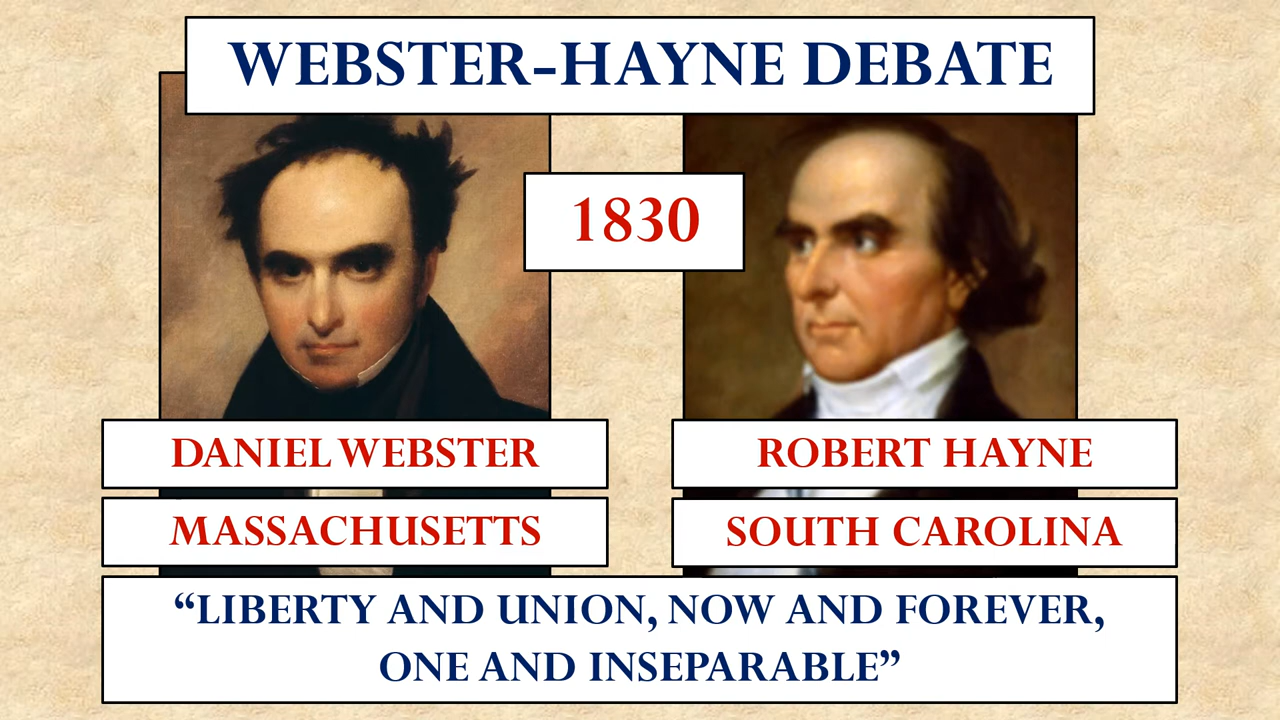 WEBSTER-HAYNE DEBATE
1830
DANIEL WEBSTER
MASSACHUSETTS
ROBERT HAYNE
SOUTH CAROLINA
“LIBERTY AND UNION, NOW AND FOREVER,
ONE AND INSEPARABLE”